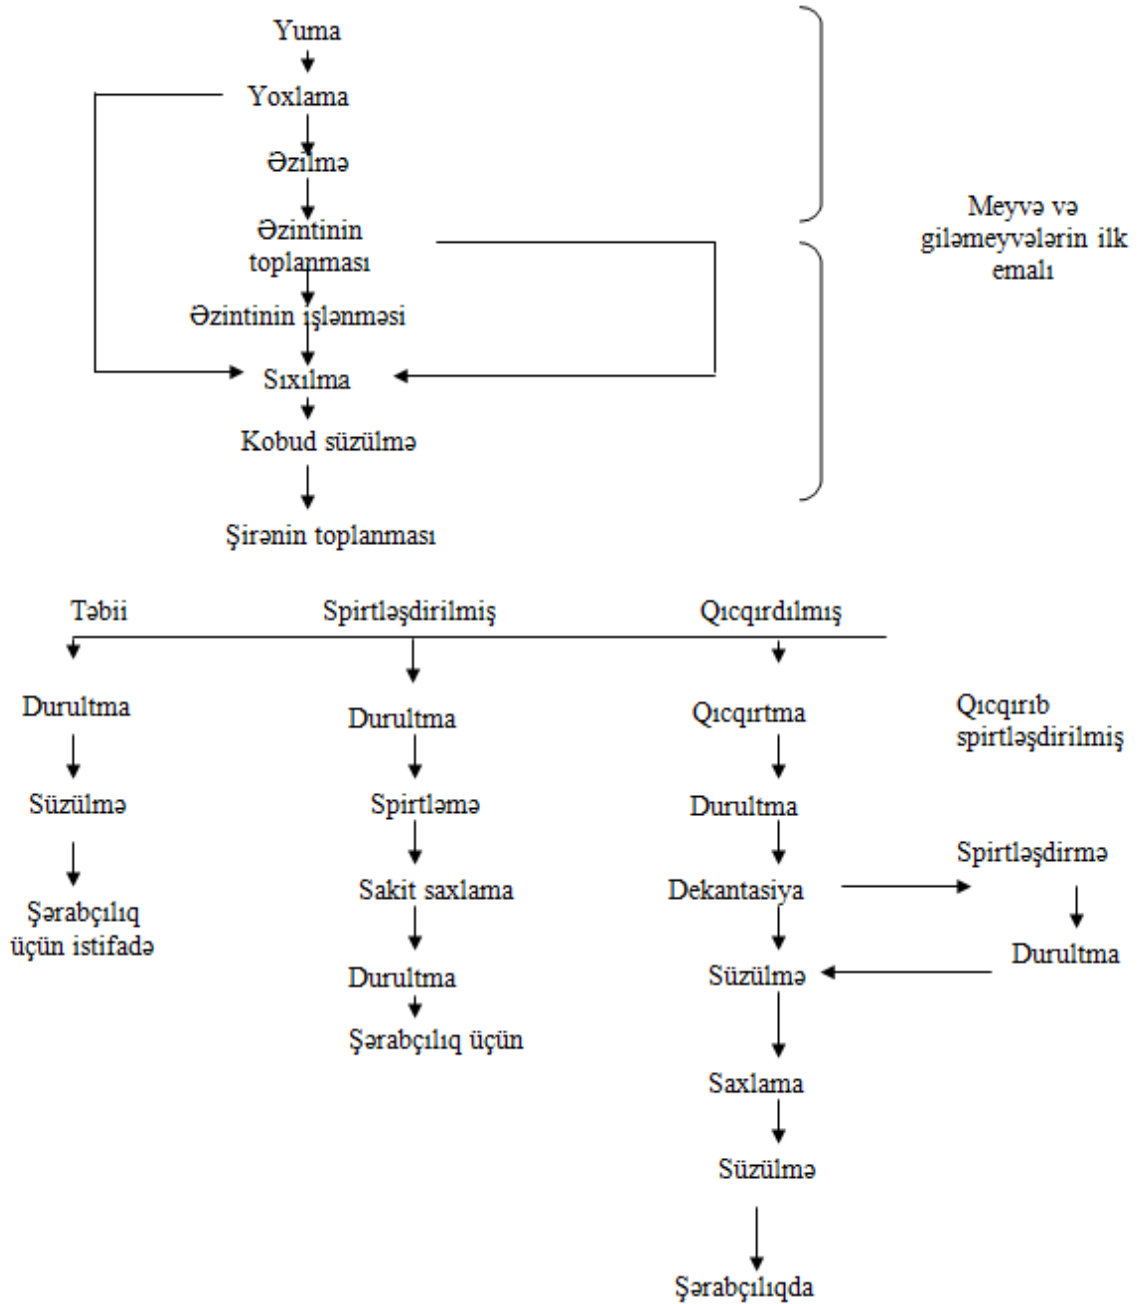 Yuma
Yoxlama
Əzilmə
Əzintinin
toplanması
Əzintinin işlənməsi
Sıxılma
Kobud süzülmə
Şirənin toplanması
Meyvə və
giləmeyvələrin ilk
emalı
Təbii
Spirtləşdirilmiş
Qıcqırdılmış
Durultma
Süzülmə
Şərabçılıq
üçün istifadə
Durultma
Spirtləmə
Sakit saxlama
Durultma
Şərabçılıq üçün
Qıcqırtma
Durultma
Dekantasiya
Süzülmə
Saxlama
Süzülmə
Şərabçılıqda
Qıcqırıb
spirtləşdirilmiş
Spirtləşdirmə
Durultma